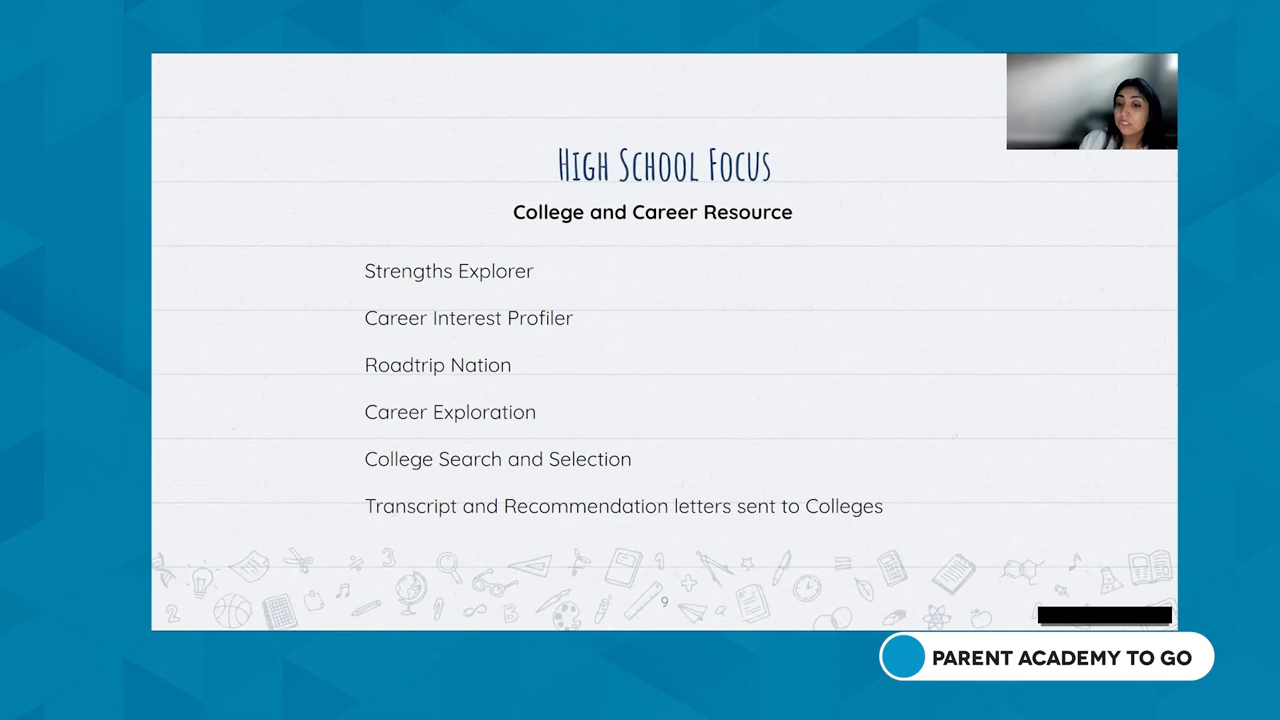 High School Focus
College and Career Resource
Strengths Explorer
Career Interest Profiler
Roadtrip Nation
Career Exploration
College Search and Selection
Transcript and Recommendation letters sent to Colleges
9
PARENT ACADEMY TO GO